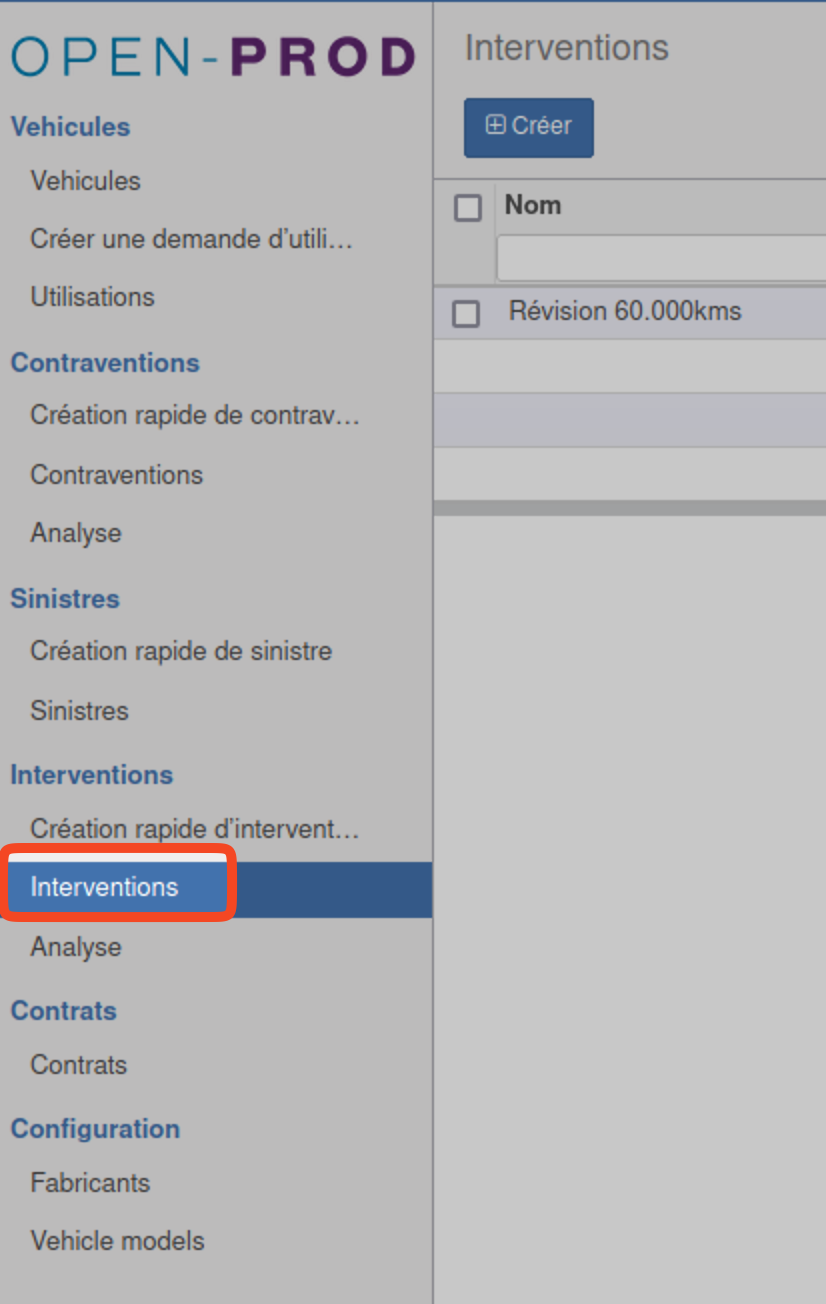 OPEN-PROD
Vehicules
Vehicules
Créer une demande d'utili...
Utilisations
Contraventions
Création rapide de contrav...
Contraventions
Analyse
Sinistres
Création rapide de sinistre
Sinistres
Interventions
Création rapide d'intervent...
Interventions
Analyse
Contrats
Contrats
Configuration
Fabricants
Vehicle models
Interventions
Créer
Nom
Révision 60.000kms